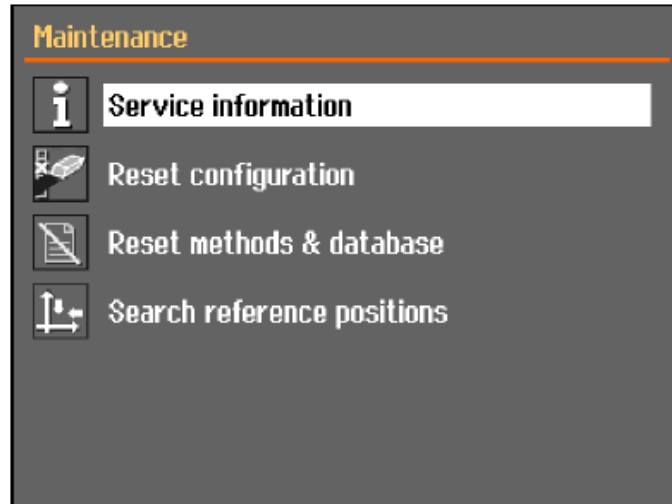 Maintenance
Service information
Reset configuration
Reset methods & database
Search reference positions